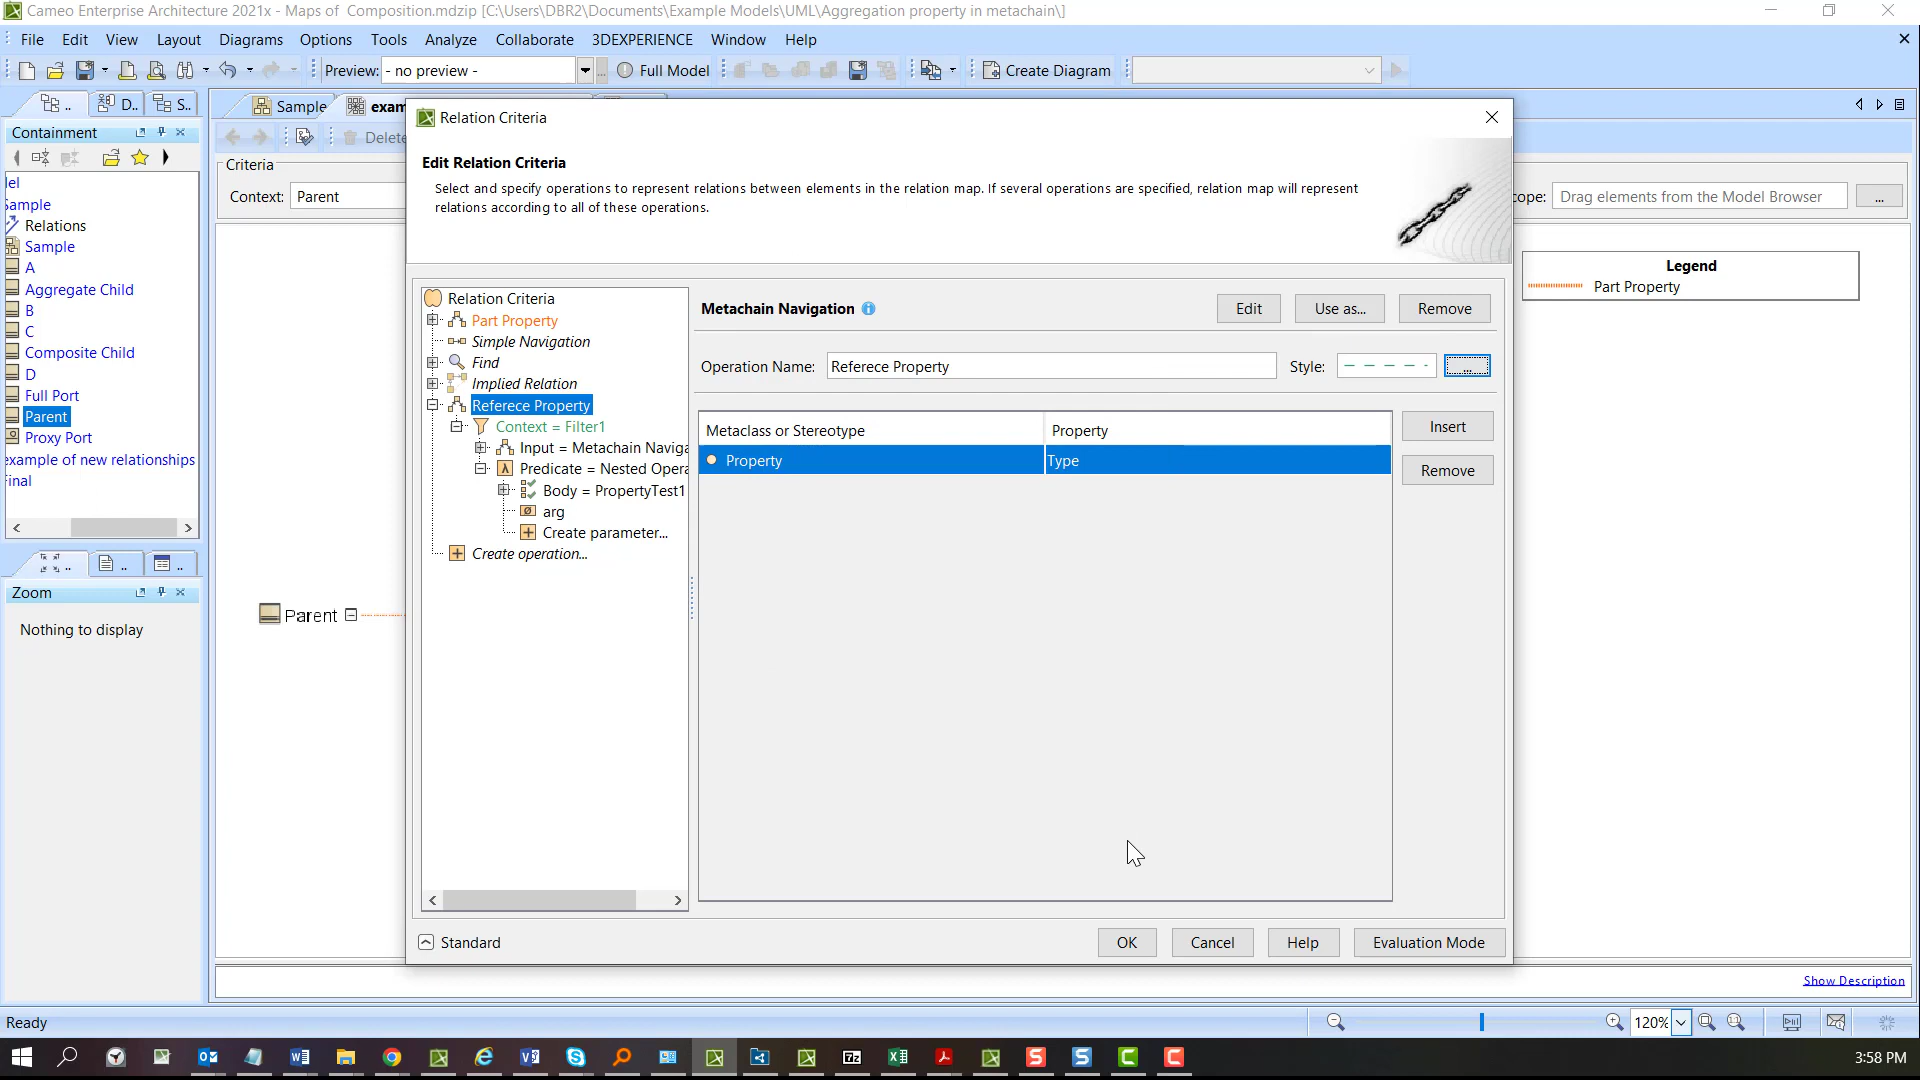 Cameo Enterprise Architecture 2021x - Maps of Composition.mdzip [C:\Users\DBR2\Documents\Example Models\UML\Aggregation property in metachain\]
File Edit View Layout Diagrams Options Tools Analyze Collaborate 3DEXPERIENCE Window Help
Preview: - no preview - ... Full Model Create Diagram
.. D.. S.. Sample exam
Containment
Delete
Criteria
Context: Parent
cope: Drag elements from the Model Browser ...
el
Sample
Relations
Sample
A
Aggregate Child
B
C
Composite Child
D
Full Port
Parent
Proxy Port
example of new relationships
Final
.. .. ..
Zoom
Nothing to display
Parent
Legend
Part Property
Relation Criteria
Edit Relation Criteria
Select and specify operations to represent relations between elements in the relation map. If several operations are specified, relation map will represent
relations according to all of these operations.
Relation Criteria
Part Property
Simple Navigation
Find
Implied Relation
Referece Property
Context = Filter1
Input = Metachain Naviga
Predicate = Nested Opera
Body = PropertyTest1
arg
Create parameter...
Create operation...
Metachain Navigation Edit Use as... Remove
Operation Name: Referece Property Style: ...
Metaclass or Stereotype Property Insert
Property Type Remove
Standard OK Cancel Help Evaluation Mode
Show Description
Ready 120%
3:58 PM